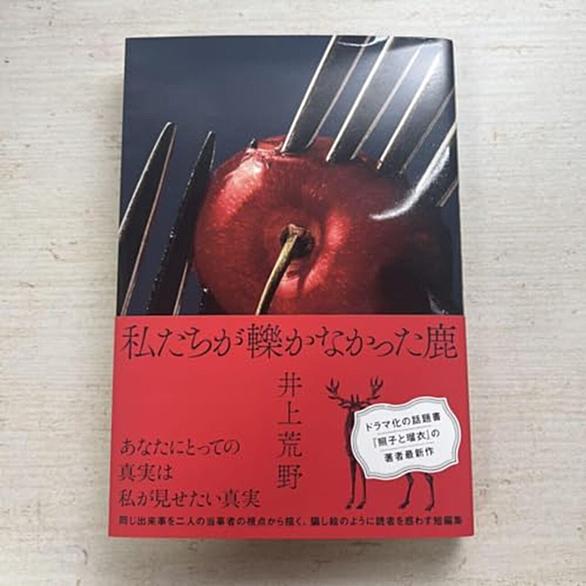 私たちが轢かなかった鹿
井上荒野
あなたにとっての
真実は
私が見せたい真実
ドラマ化の話題書
『照子と瑠衣』の
著者最新作
同じ出来事を二人の当事者の視点から描く、騙し絵のように読者を惑わす短編集